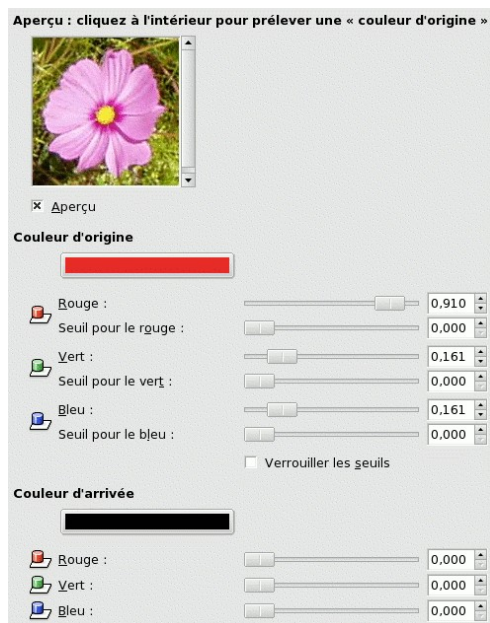 Aperçu : cliquez à l'intérieur pour prélever une « couleur d'origine »
Aperçu
Couleur d'origine
Rouge : 0,910
Seuil pour le rouge : 0,000
Vert : 0,161
Seuil pour le vert : 0,000
Bleu : 0,161
Seuil pour le bleu : 0,000
Verrouiller les seuils
Couleur d'arrivée
Rouge : 0,000
Vert : 0,000
Bleu : 0,000